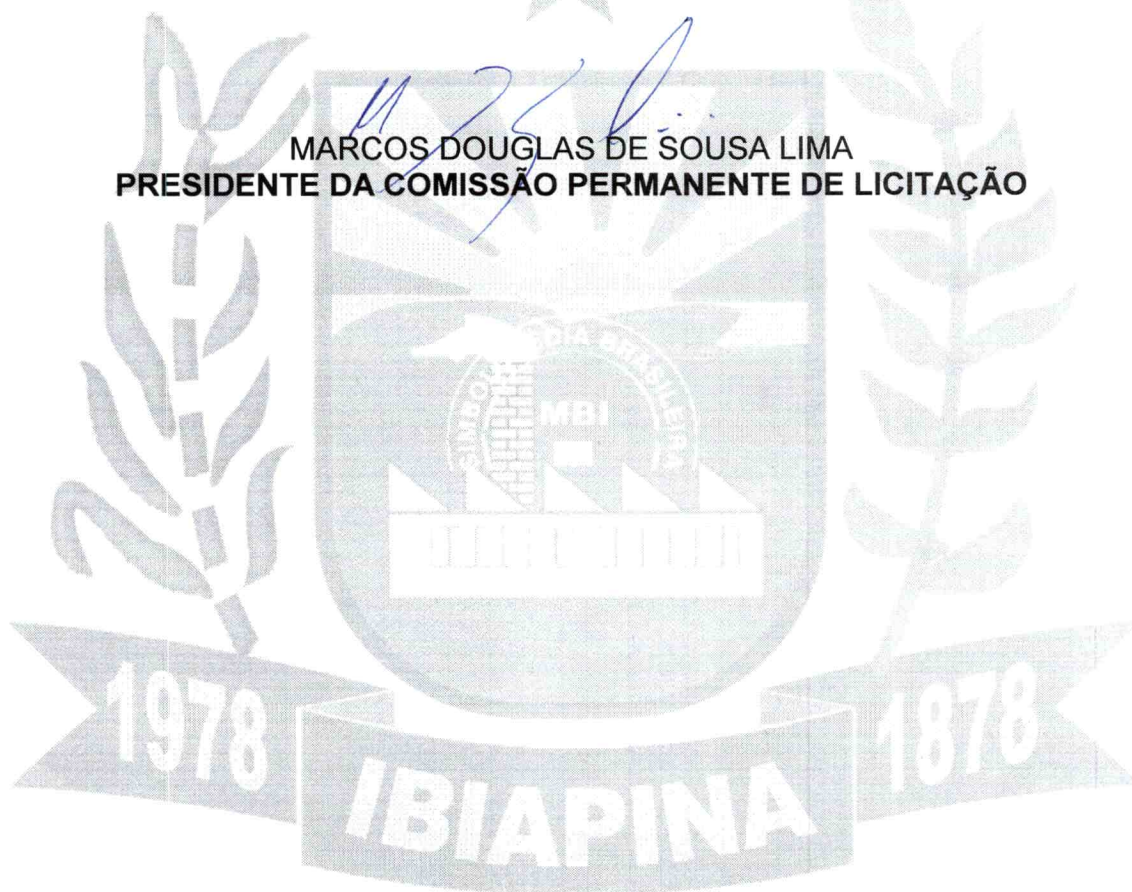 MARCOS DOUGLAS DE SOUSA LIMA
PRESIDENTE DA COMISSÃO PERMANENTE DE LICITAÇÃO
MBI
1978
IBIAPINA
1878